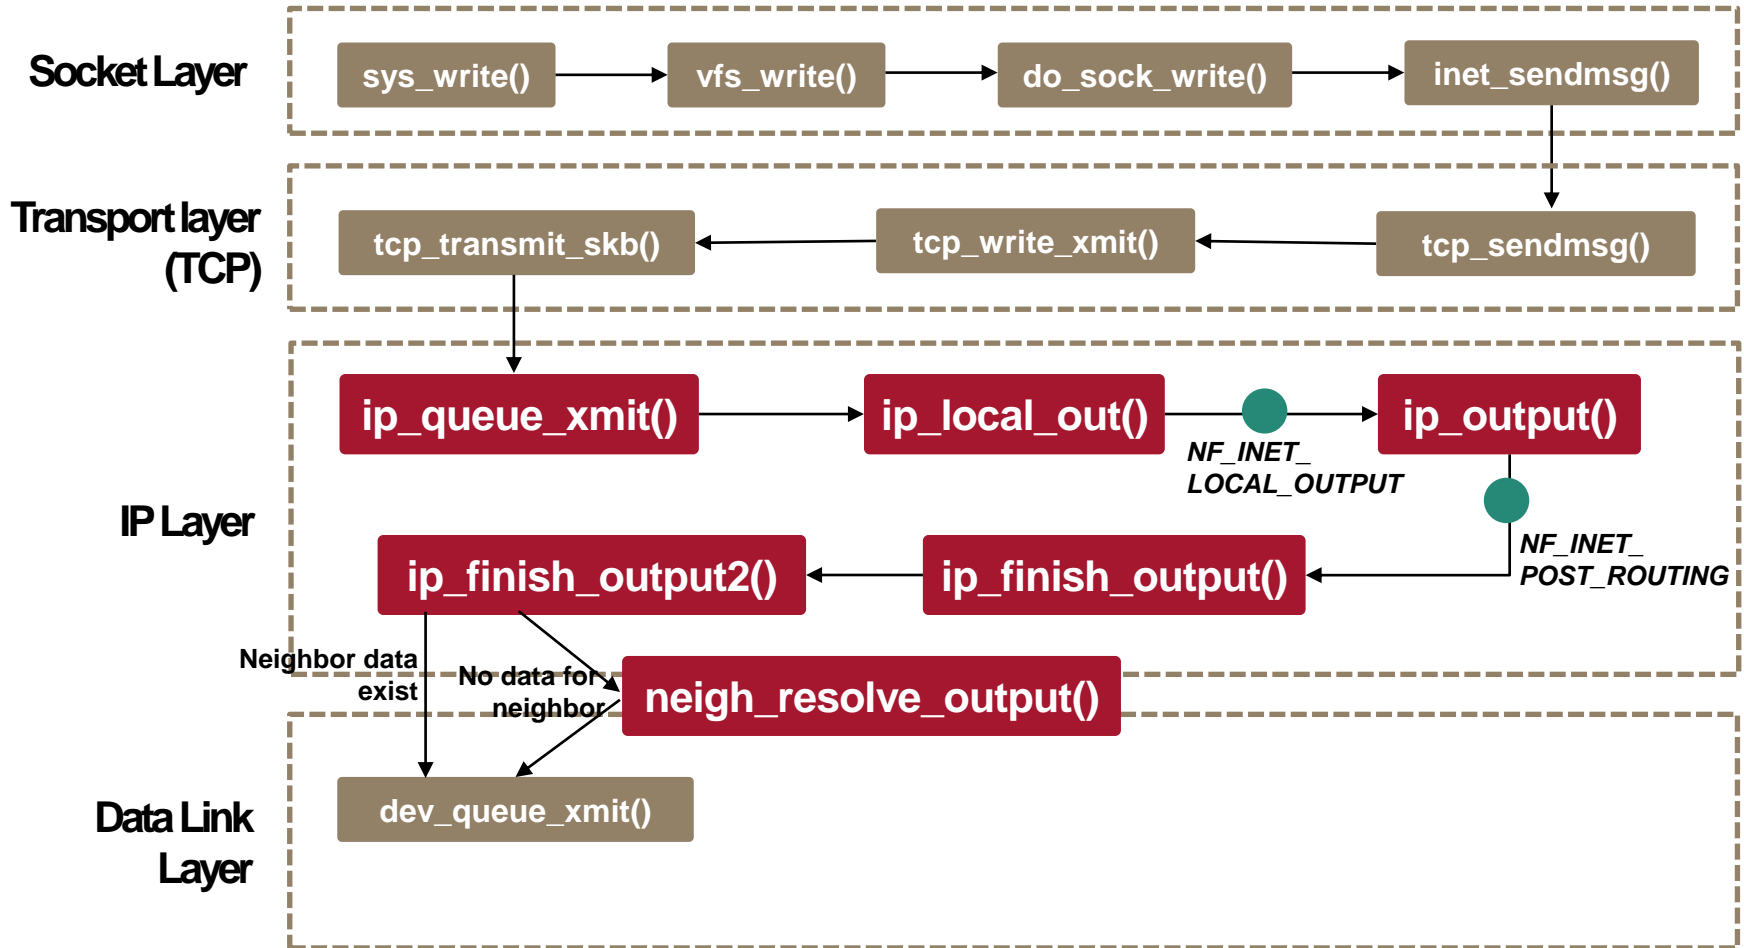 Socket Layer
sys_write()
vfs_write()
do_sock_write()
inet_sendmsg()
Transport layer
(TCP)
tcp_transmit_skb()
tcp_write_xmit()
tcp_sendmsg()
IP Layer
ip_queue_xmit()
ip_local_out()
NF_INET_
LOCAL_OUTPUT
ip_output()
NF_INET_
POST_ROUTING
ip_finish_output2()
ip_finish_output()
Neighbor data
exist
No data for
neighbor
neigh_resolve_output()
Data Link
Layer
dev_queue_xmit()